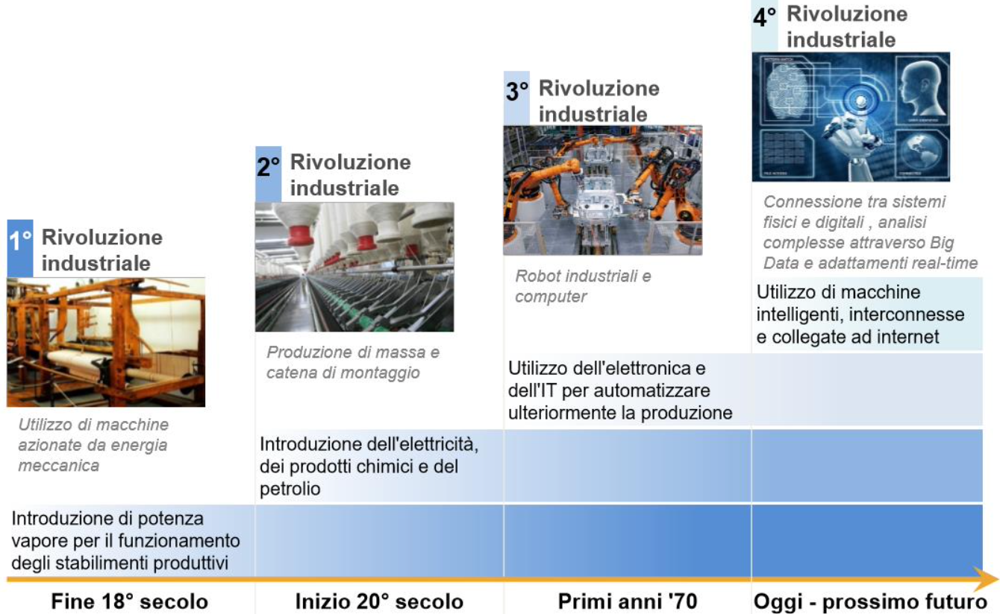 1° Rivoluzione
industriale
Utilizzo di macchine
azionate da energia
meccanica
Introduzione di potenza
vapore per il funzionamento
degli stabilimenti produttivi
Fine 18° secolo
2° Rivoluzione
industriale
Produzione di massa e
catena di montaggio
Introduzione dell'elettricità,
dei prodotti chimici e del
petrolio
Inizio 20° secolo
3° Rivoluzione
industriale
Robot industriali e
computer
Utilizzo dell'elettronica e
dell'IT per automatizzare
ulteriormente la produzione
Primi anni '70
4° Rivoluzione
industriale
Connessione tra sistemi
fisici e digitali , analisi
complesse attraverso Big
Data e adattamenti real-time
Utilizzo di macchine
intelligenti, interconnesse
e collegate ad internet
Oggi - prossimo futuro